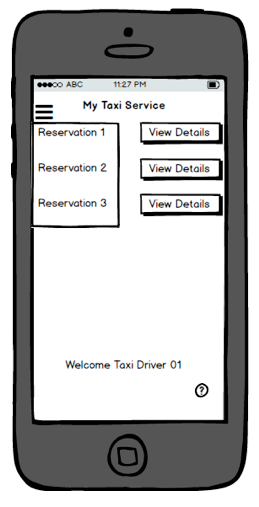 ABC 11:27 PM
My Taxi Service
Reservation 1 View Details
Reservation 2 View Details
Reservation 3 View Details
Welcome Taxi Driver 01
?